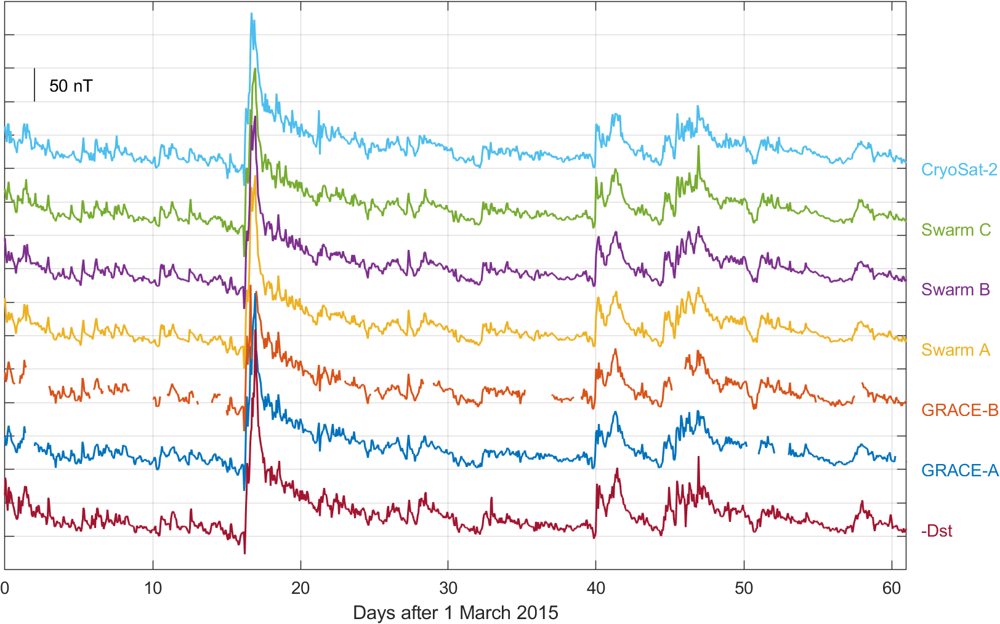 50 nT
CryoSat-2
Swarm C
Swarm B
Swarm A
GRACE-B
GRACE-A
-Dst
0 10 20 30 40 50 60
Days after 1 March 2015